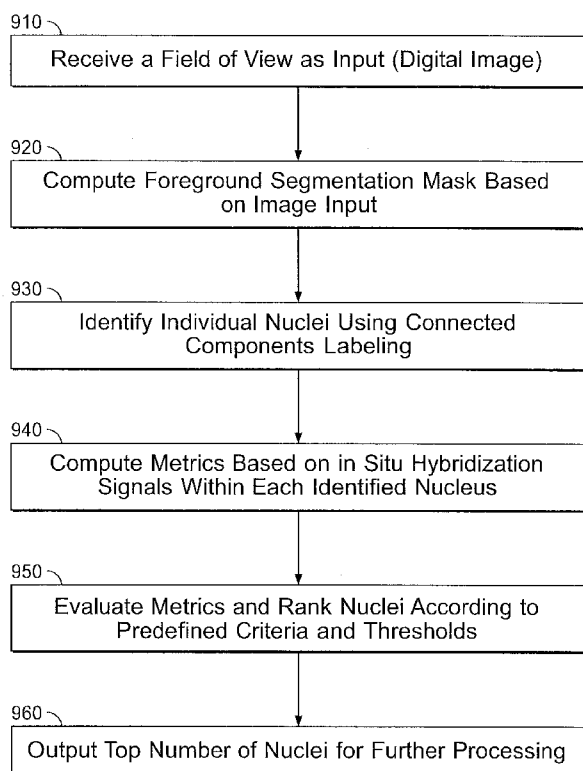 910
Receive a Field of View as Input (Digital Image)
920
Compute Foreground Segmentation Mask Based
on Image Input
930
Identify Individual Nuclei Using Connected
Components Labeling
940
Compute Metrics Based on in Situ Hybridization
Signals Within Each Identified Nucleus
950
Evaluate Metrics and Rank Nuclei According to
Predefined Criteria and Thresholds
960
Output Top Number of Nuclei for Further Processing